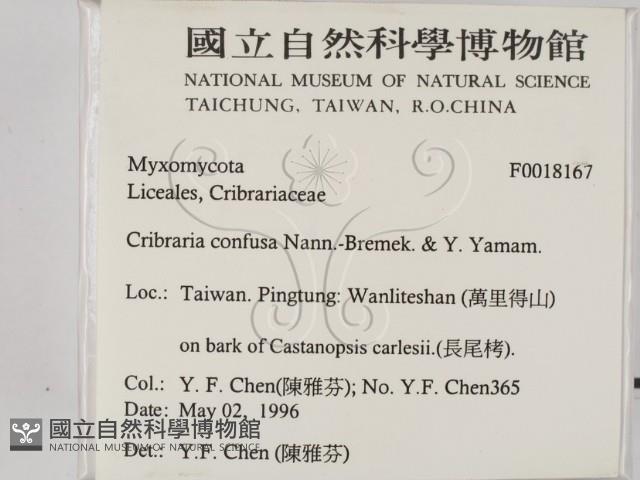 國立自然科學博物館
NATIONAL MUSEUM OF NATURAL SCIENCE
TAICHUNG, TAIWAN, R.O.CHINA
Myxomycota F0018167
Liceales, Cribrariaceae
Cribraria confusa Nann.-Bremek. & Y. Yamam.
Loc.: Taiwan. Pingtung: Wanliteshan (萬里得山)
on bark of Castanopsis carlesii.(長尾栲).
Col.: Y. F. Chen(陳雅芬); No. Y.F. Chen365
Date: May 02, 1996
國立自然科學博物館
NATIONAL MUSEUM OF NATURAL SCIENCE
Det.: Y.F. Chen (陳雅芬)